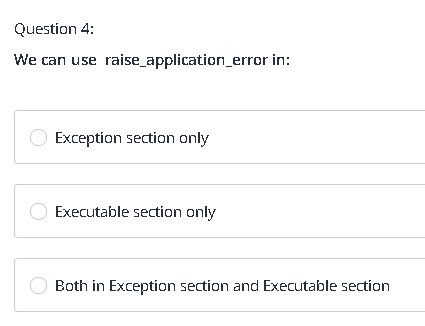 Question 4:
We can use raise_application_error in:
Exception section only
Executable section only
Both in Exception section and Executable section